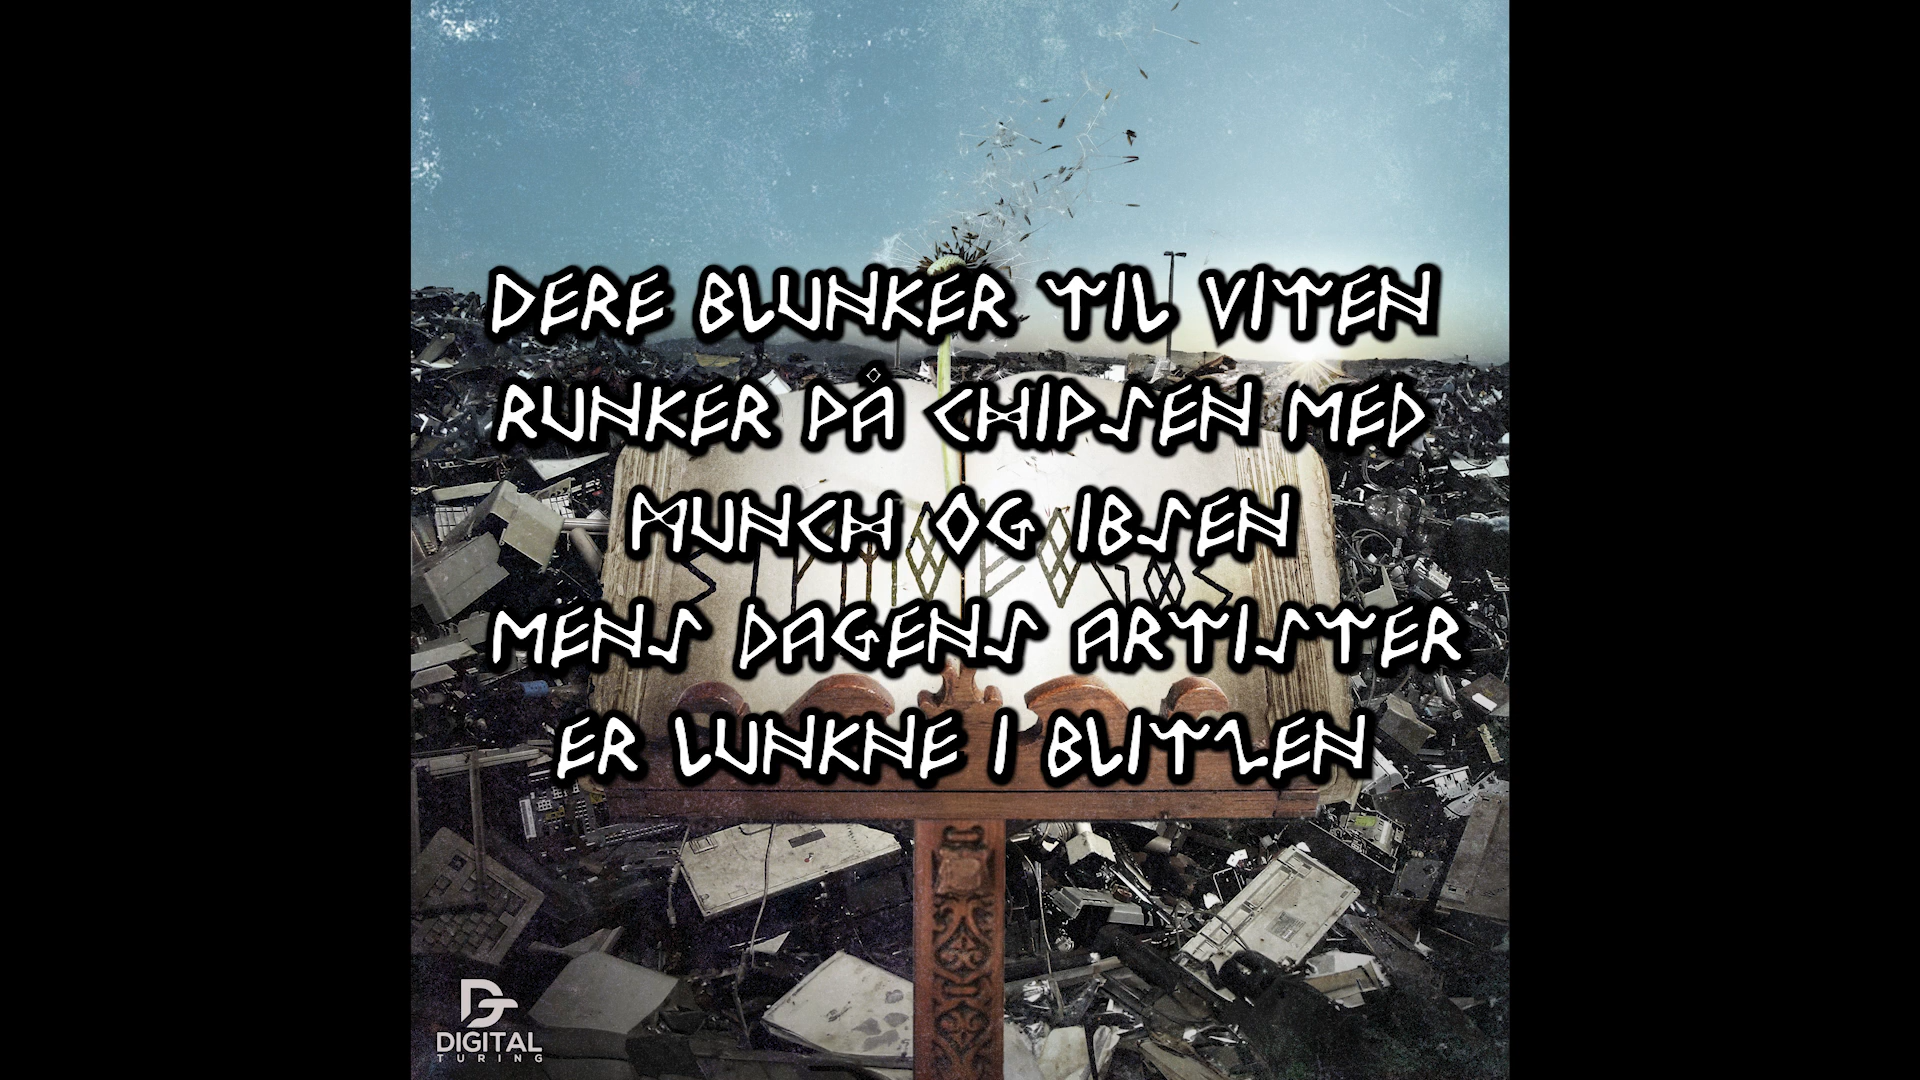 DERE BLUNKER TIL VITEN
RUNKER PÅ CHIPSEN MED
MUNCH OG IBSEN
MENS DAGENS ARTISTER
ER LUNKNE I BLITZEN
DIGITAL
TURING